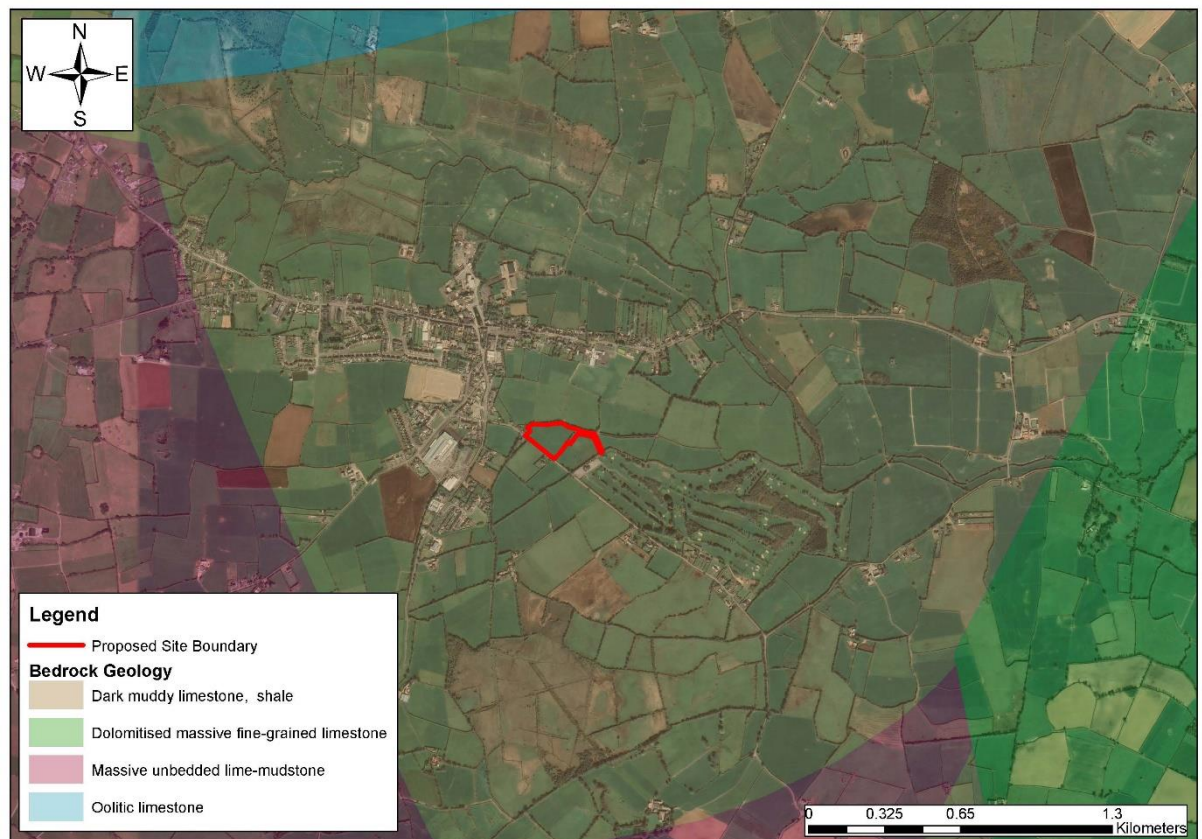 N
W E
S
Legend
Proposed Site Boundary
Bedrock Geology
Dark muddy limestone, shale
Dolomitised massive fine-grained limestone
Massive unbedded lime-mudstone
Oolitic limestone
0 0.325 0.65 1.3
Kilometers